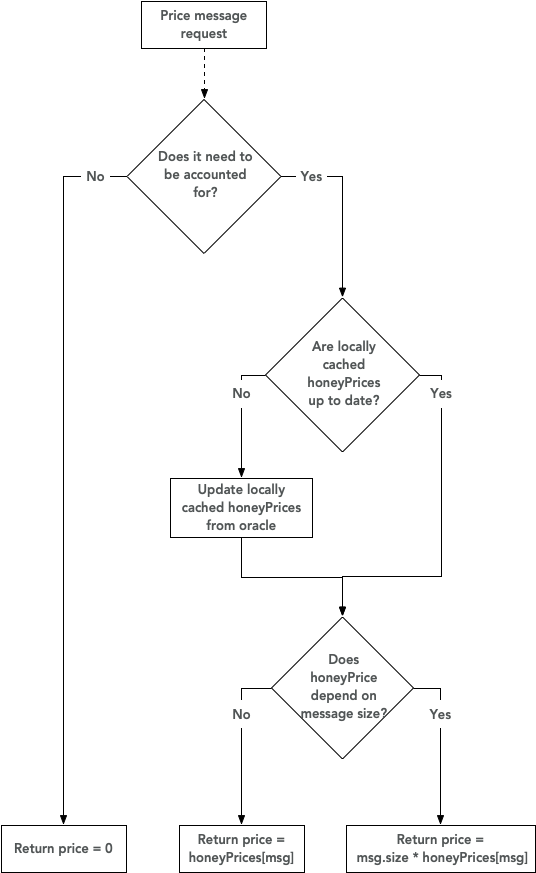 Price message
request
Does it need to
be accounted
for?
No
Yes
Are locally
cached
honeyPrices
up to date?
No
Yes
Update locally
cached honeyPrices
from oracle
Does
honeyPrice
depend on
message size?
No
Yes
Return price = 0
Return price =
honeyPrices[msg]
Return price =
msg.size * honeyPrices[msg]